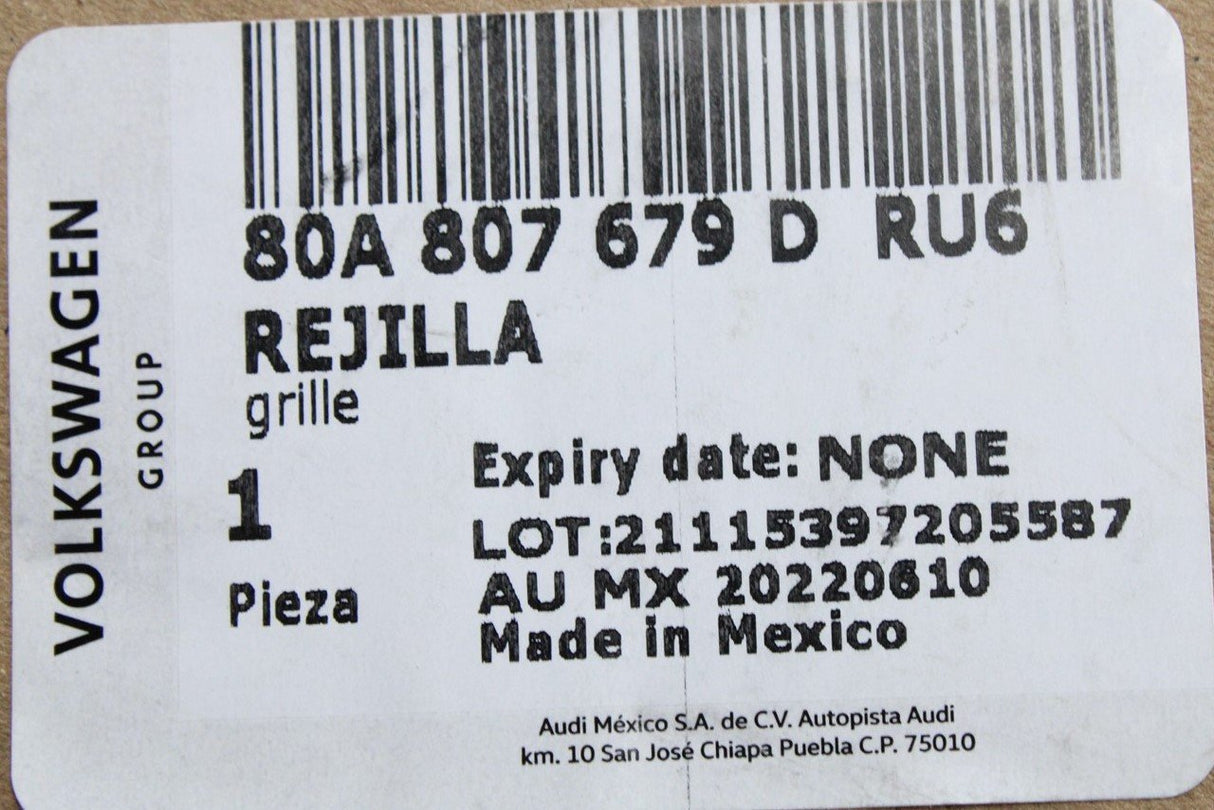 VOLKSWAGEN
GROUP
80A 807 679 D RU6
REJILLA
grille
1
Pieza
Expiry date: NONE
LOT:21115397205587
AU MX 20220610
Made in Mexico
Audi México S.A. de C.V. Autopista Audi
km. 10 San José Chiapa Puebla C.P. 75010